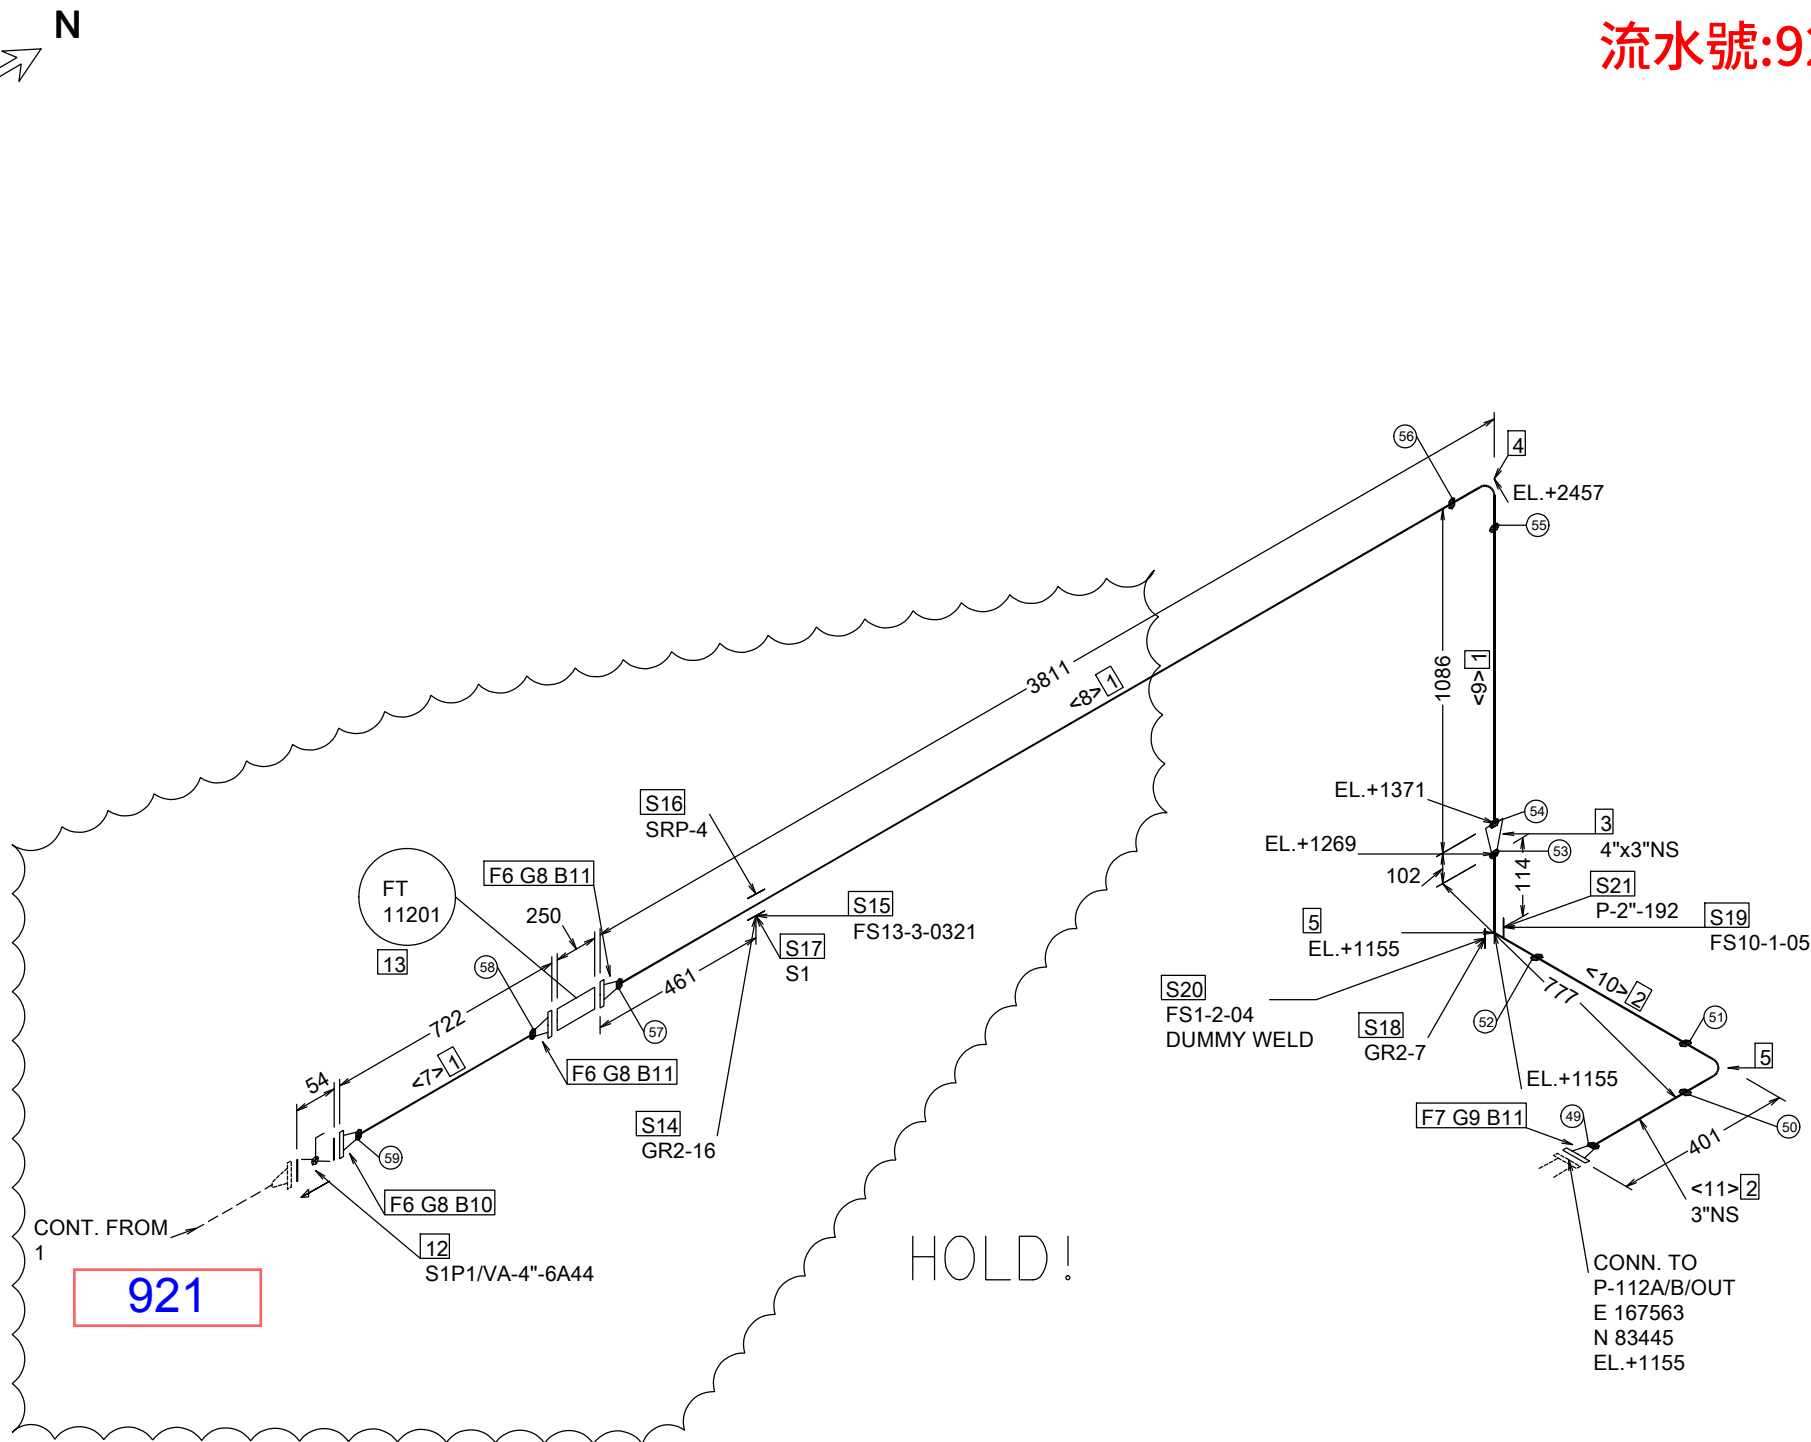 N
流水號:92
56
4
EL.+2457
55
3811
<8> 1
1086
<9> 1
S16
SRP-4
EL.+1371
54
3
4"x3"NS
EL.+1269
53
102
114
FT
11201
13
F6 G8 B11
250
S15
FS13-3-0321
S17
S1
S21
P-2"-192
S19
FS10-1-05
5
EL.+1155
58
461
57
722
<7> 1
F6 G8 B11
54
S20
FS1-2-04
DUMMY WELD
S18
GR2-7
52
777
<10> 2
51
5
EL.+1155
S14
GR2-16
59
F6 G8 B10
F7 G9 B11
49
50
401
<11> 2
3"NS
CONT. FROM
1
12
S1P1/VA-4"-6A44
921
HOLD!
CONN. TO
P-112A/B/OUT
E 167563
N 83445
EL.+1155